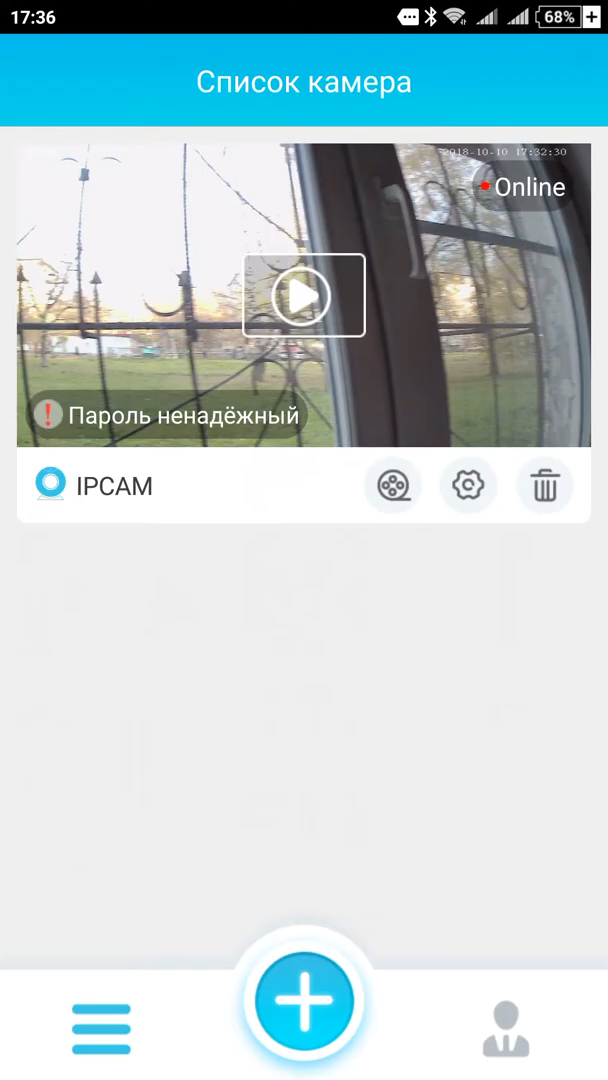 17:36
68%
Список камера
2018-10-10 17:32:30
Online
Пароль ненадёжный
IPCAM